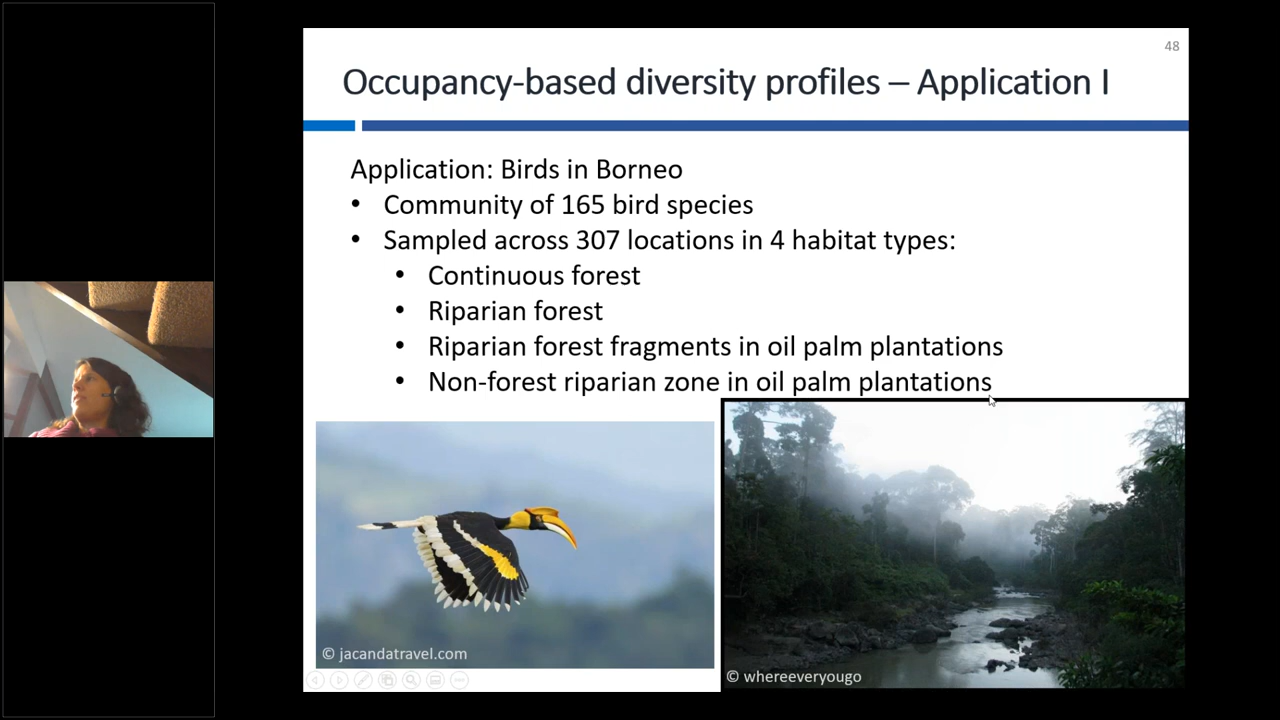 48
Occupancy-based diversity profiles – Application I
Application: Birds in Borneo
• Community of 165 bird species
• Sampled across 307 locations in 4 habitat types:
• Continuous forest
• Riparian forest
• Riparian forest fragments in oil palm plantations
• Non-forest riparian zone in oil palm plantations
© jacandatravel.com
© whereeveryougo